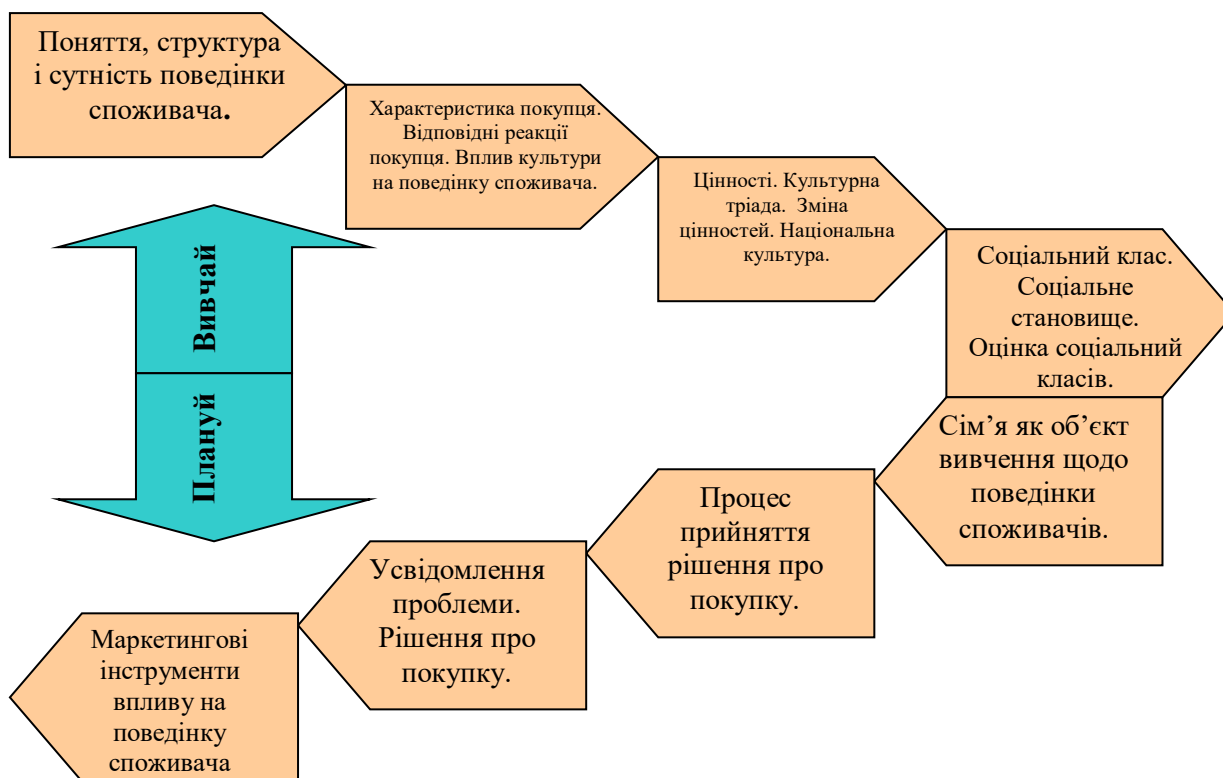 Поняття, структура
і сутність поведінки
споживача.
Характеристика покупця.
Відповідні реакції
покупця. Вплив культури
на поведінку споживача.
Цінності. Культурна
тріада. Зміна
цінностей. Національна
культура.
Соціальний клас.
Соціальне
становище.
Оцінка соціальний
класів.
Вивчай
Плануй
Сім’я як об’єкт
вивчення щодо
поведінки
споживачів.
Процес
прийняття
рішення про
покупку.
Усвідомлення
проблеми.
Рішення про
покупку.
Маркетингові
інструменти
впливу на
поведінку
споживача